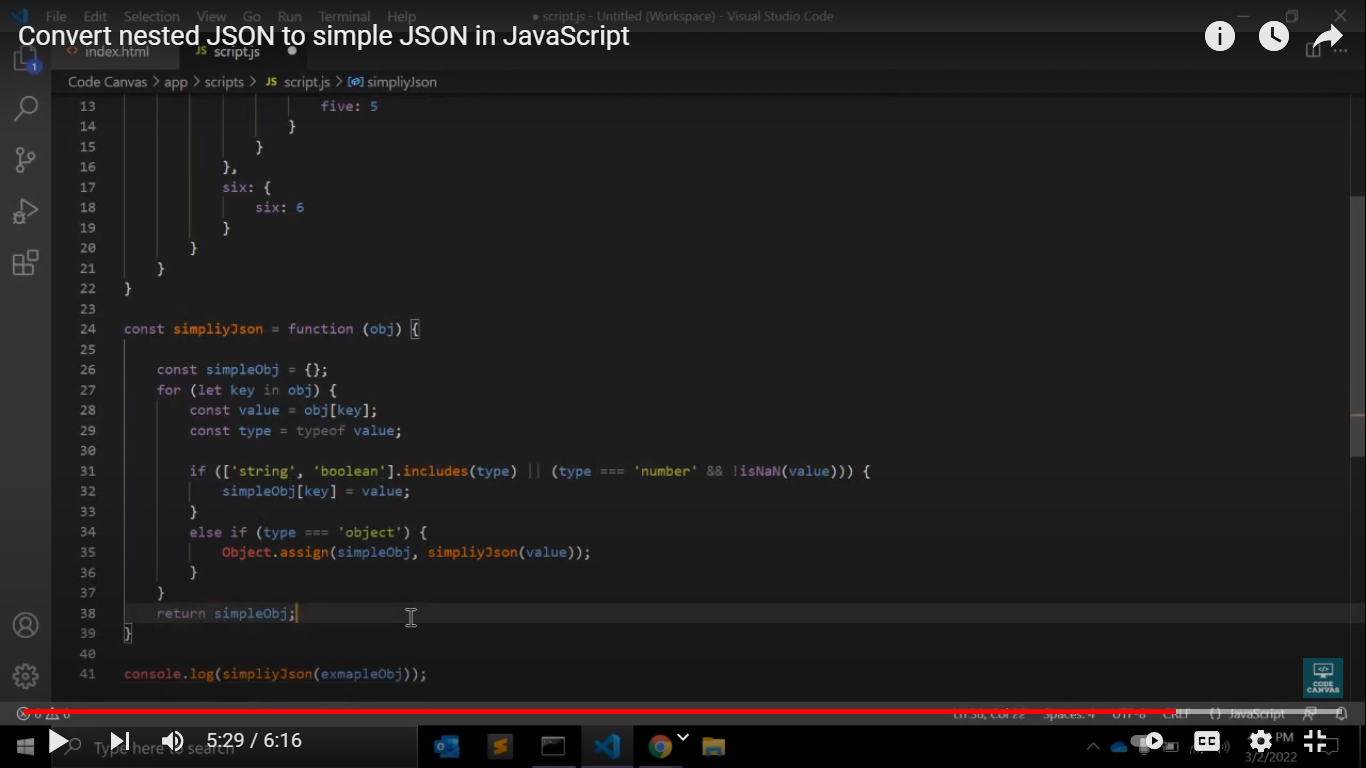 File Edit Selection View Go Run Terminal Help
● script.js - Untitled (Workspace) - Visual Studio Code
Convert nested JSON to simple JSON in JavaScript
1
<> index.html
JS script.js ●
Code Canvas > app > scripts > JS script.js > simpliyJson
13 five: 5
14 }
15 }
16 },
17 six: {
18 six: 6
19 }
20 }
21 }
22 }
23
24 const simpliyJson = function (obj) {
25
26 const simpleObj = {};
27 for (let key in obj) {
28 const value = obj[key];
29 const type = typeof value;
30
31 if (['string', 'boolean'].includes(type) || (type === 'number' && !isNaN(value))) {
32 simpleObj[key] = value;
33 }
34 else if (type === 'object') {
35 Object.assign(simpleObj, simpliyJson(value));
36 }
37 }
38 return simpleObj;
39 }
40
41 console.log(simpliyJson(exmapleObj));
</>
CODE
CANVAS
0 0
Ln 38, Col 22 Spaces: 4 UTF-8 CRLF {} JavaScript
Type here to search
5:29 / 6:16
CC
PM
3/2/2022